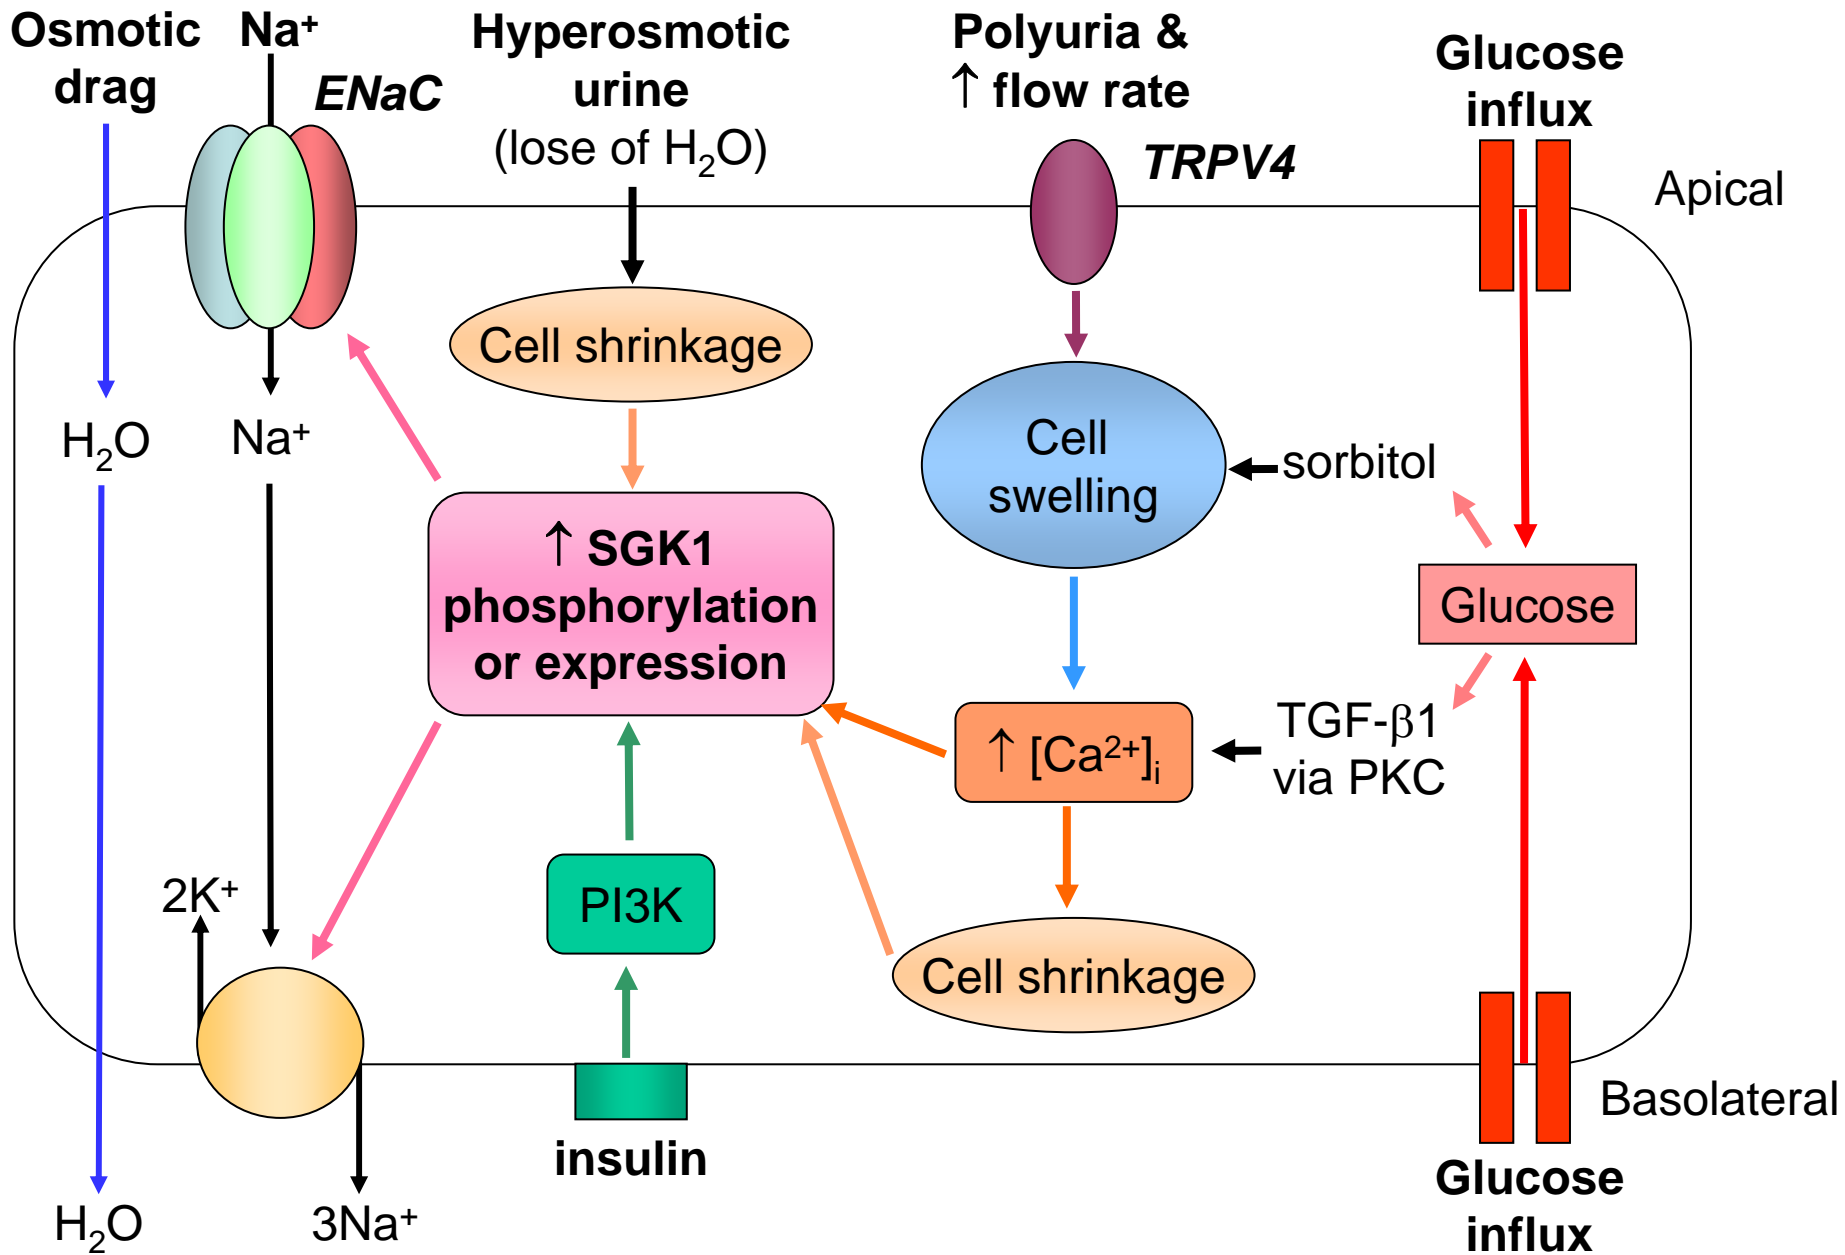 Osmotic
drag
Na⁺
ENaC
Hyperosmotic
urine
(lose of H₂O)
Polyuria &
↑ flow rate
TRPV4
Glucose
influx
Apical
Cell shrinkage
H₂O
Na⁺
Cell
swelling
sorbitol
↑ SGK1
phosphorylation
or expression
Glucose
↑ [Ca²⁺]ᵢ
TGF-β1
via PKC
2K⁺
PI3K
Cell shrinkage
Basolateral
insulin
H₂O
3Na⁺
Glucose
influx